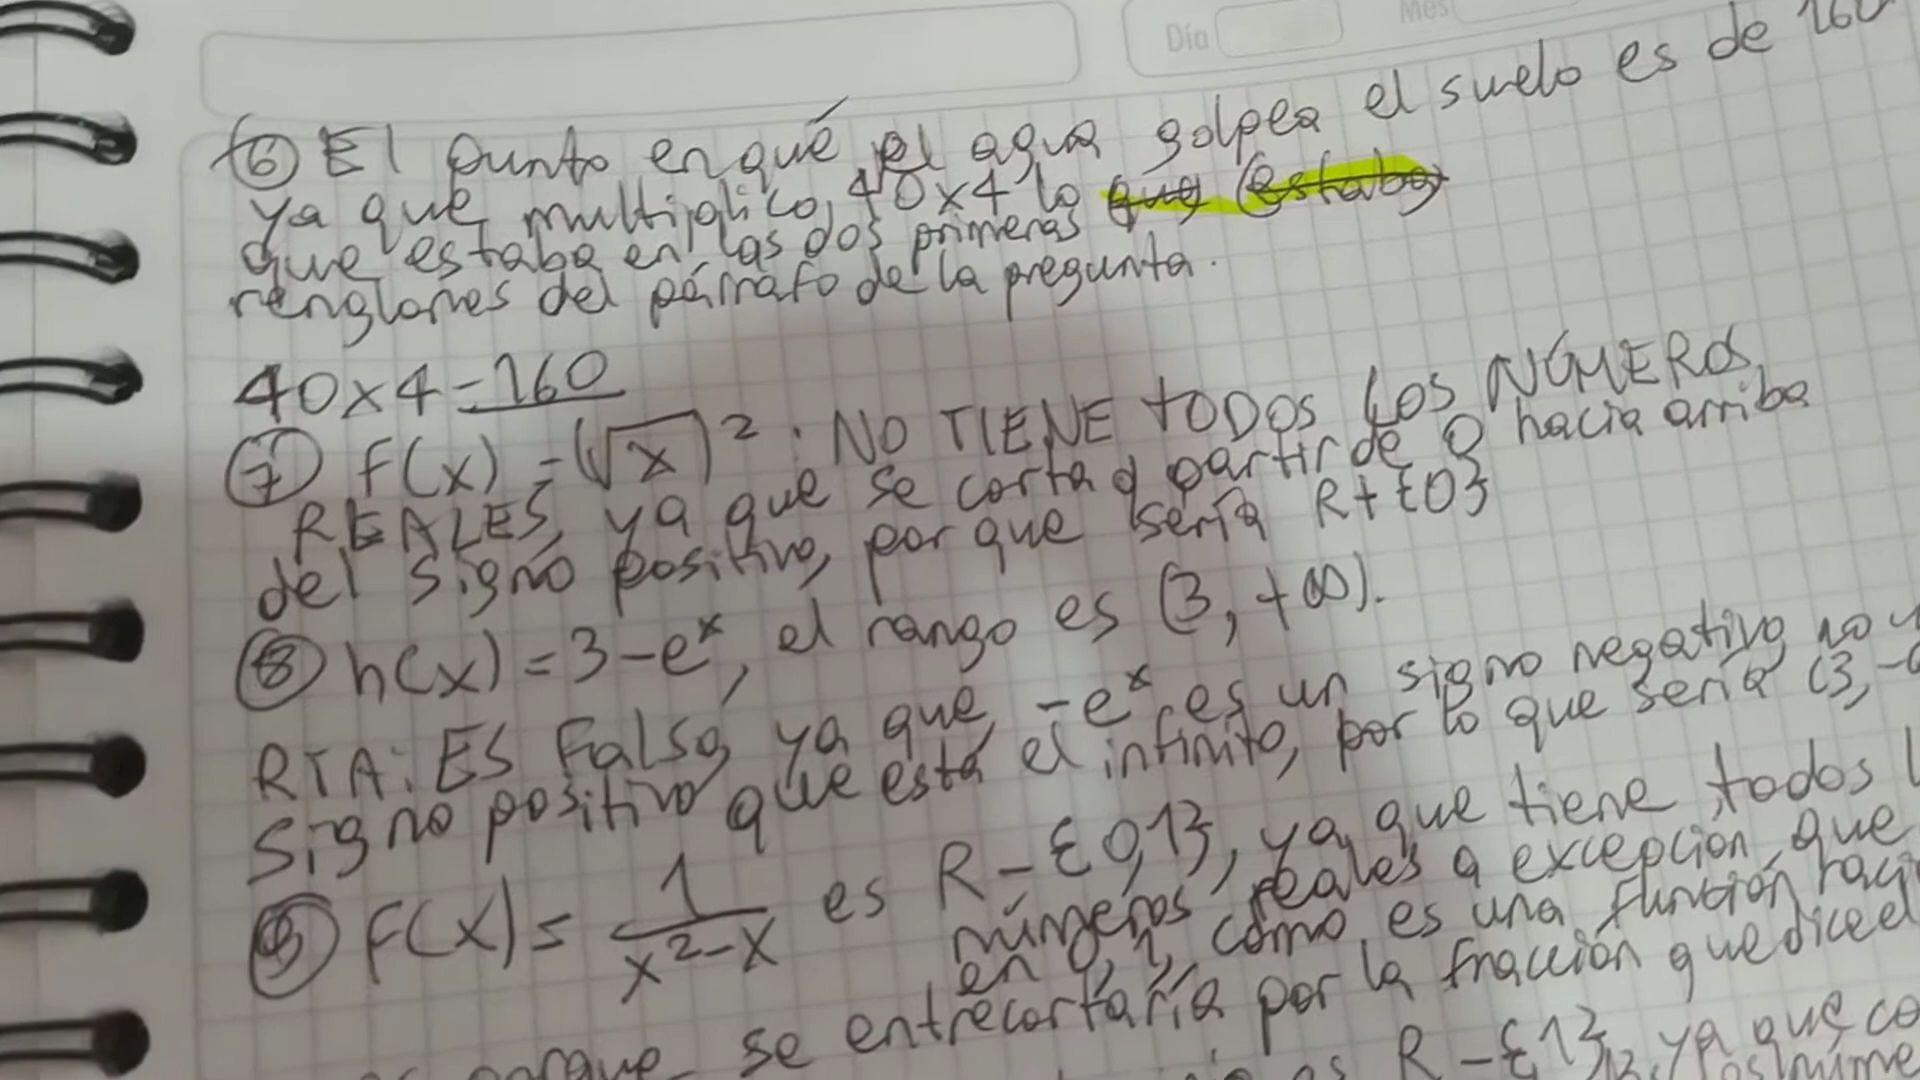 Día Mes
⑥ El punto en qué el agua golpea el suelo es de 160
ya que multiplico 40x4 lo que estaba
que estaba en las dos primeras
renglones del párrafo de la pregunta.
40x4=160
⑦ f(x) = (√x)² : NO TIENE TODOS LOS NÚMEROS
REALES, ya que se corta a partir de 0 hacia arriba
del signo positivo, por que sería R+{0}
⑧ h(x)=3-eˣ, el rango es (3,+∞).
RTA: ES Falso, ya que -eˣ es un signo negativo no
signo positivo que está el infinito, por lo que sería (3,-
⑨ f(x)= 1/(x²-x) es R-{0,1}, ya que tiene todos
números reales a excepción que
en 0,1, como es una función
se entrecortaría por la fracción que dice el
R-{1}, ya que